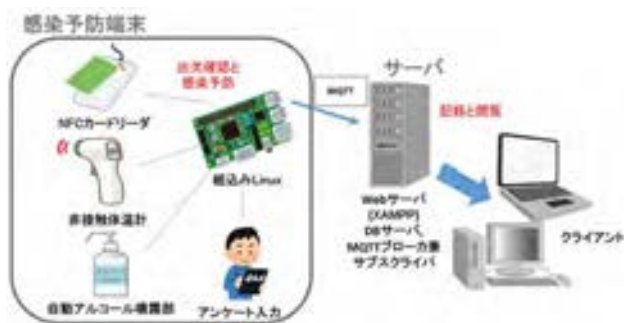 感染予防端末
出欠確認と
感染予防
NFCカードリーダ
組込みLinux
非接触体温計
自動アルコール噴霧部
アンケート入力
MQTT
サーバ
記録と閲覧
Webサーバ
(XAMPP)
DBサーバ、
MQTTブローカ兼
サブスクライバ
クライアント